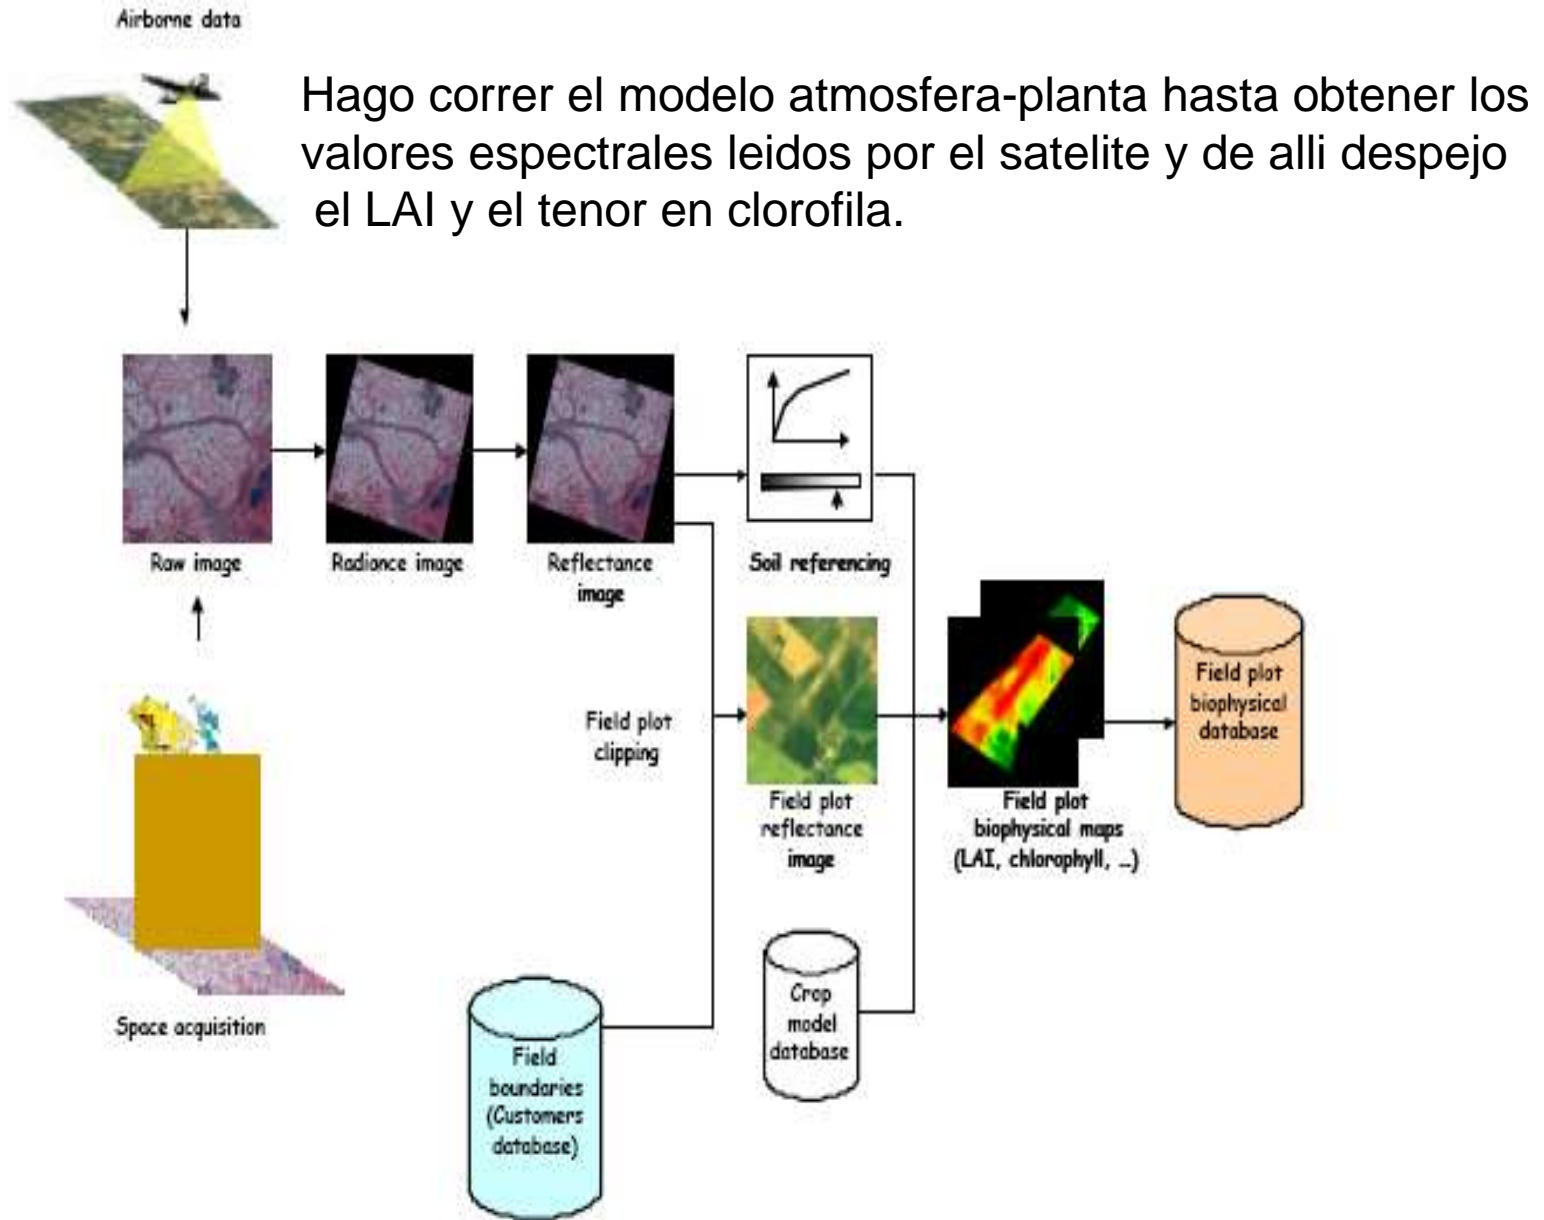 Airborne data
Hago correr el modelo atmosfera-planta hasta obtener los
valores espectrales leidos por el satelite y de alli despejo
el LAI y el tenor en clorofila.
Raw image
Radiance image
Reflectance
image
Soil referencing
Field plot
clipping
Field plot
reflectance
image
Field plot
biophysical maps
(LAI, chlorophyll, ...)
Field plot
biophysical
database
Space acquisition
Field
boundaries
(Customers
database)
Crop
model
database